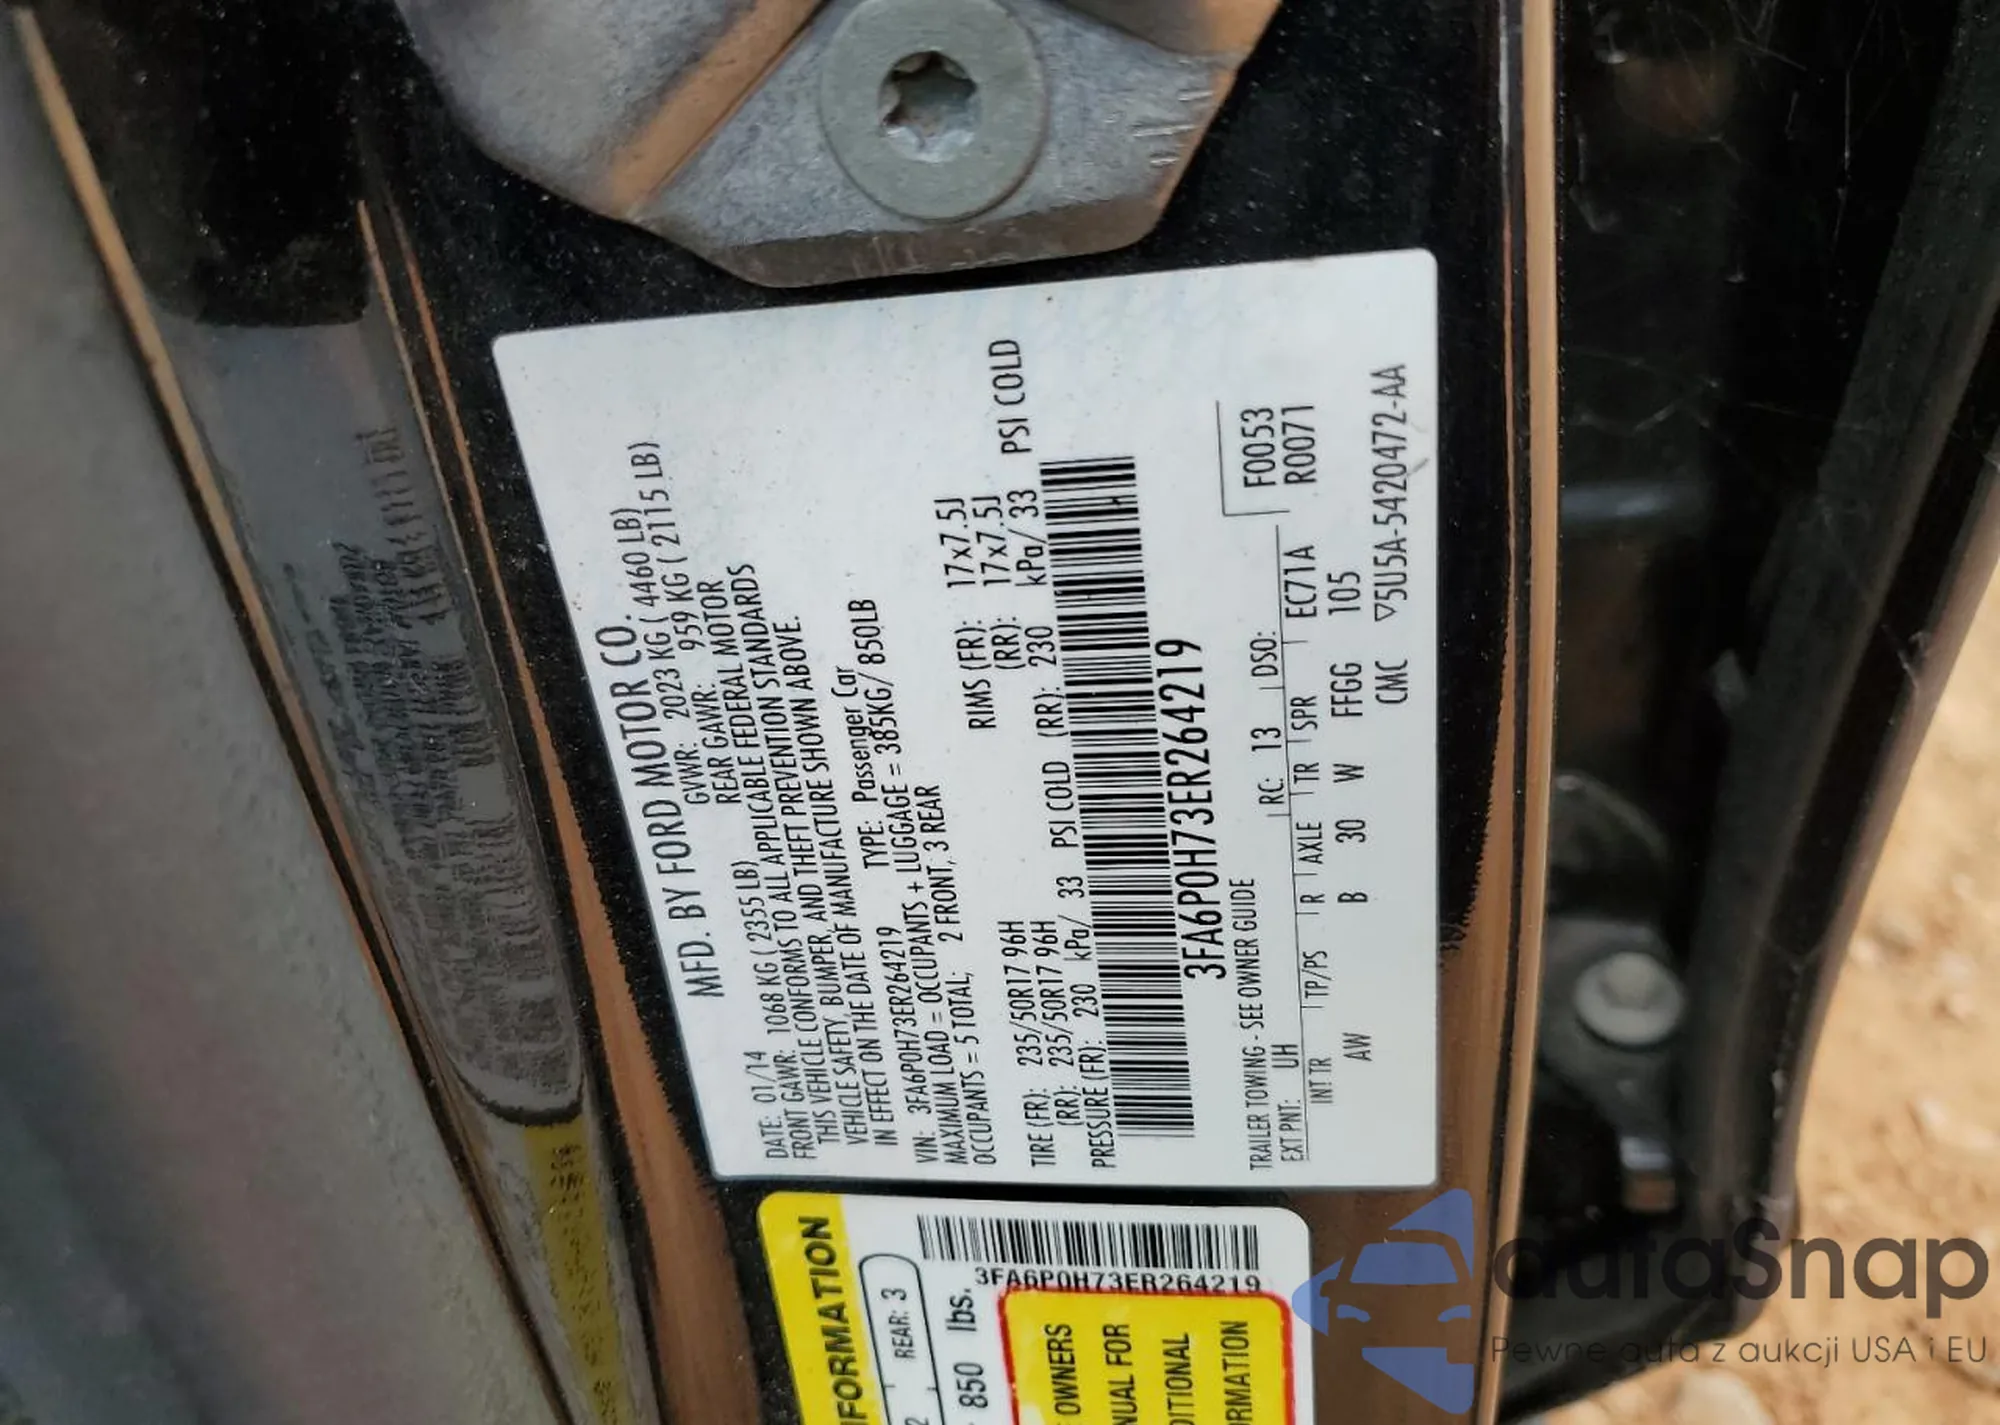 MFD. BY FORD MOTOR CO.
DATE: 01/14 GVWR: 2023 KG ( 4460 LB)
FRONT GAWR: 1068 KG ( 2355 LB) REAR GAWR: 959 KG ( 2115 LB)
THIS VEHICLE CONFORMS TO ALL APPLICABLE FEDERAL MOTOR
VEHICLE SAFETY, BUMPER, AND THEFT PREVENTION STANDARDS
IN EFFECT ON THE DATE OF MANUFACTURE SHOWN ABOVE.
VIN: 3FA6P0H73ER264219 TYPE: Passenger Car
MAXIMUM LOAD = OCCUPANTS + LUGGAGE = 385KG/ 850LB
OCCUPANTS = 5 TOTAL; 2 FRONT, 3 REAR
TIRE (FR): 235/50R17 96H RIMS (FR): 17x7.5J
(RR): 235/50R17 96H (RR): 17x7.5J
PRESSURE (FR): 230 kPa/ 33 PSI COLD (RR): 230 kPa/ 33 PSI COLD
3FA6P0H73ER264219
TRAILER TOWING - SEE OWNER GUIDE
F0053
EXT PNT: UH RC: 13 DSO: R0071
INT TR TP/PS R AXLE TR SPR EC71A
AW B 30 W FFGG 105
CMC ▽5U5A-5420472-AA
FORMATION
REAR: 3
850 lbs.
3FA6P0H73ER264219
OWNERS
FOR
autaSnap
Pewne auta z aukcji USA i EU